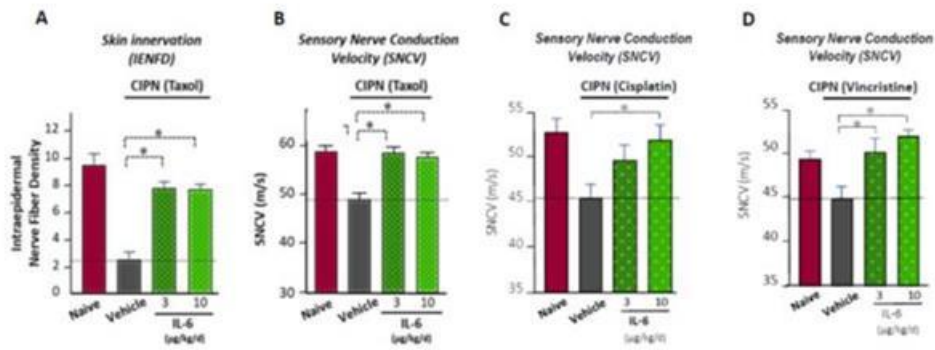 A
Skin innervation
(IENFD)
CIPN (Taxol)
Intraepidermal
Nerve Fiber Density
12
10
8
6
4
2
0
*
*
Naive
Vehicle
3
10
IL-6
(µg/kg/d)
B
Sensory Nerve Conduction
Velocity (SNCV)
CIPN (Taxol)
SNCV (m/s)
60
50
40
30
*
*
Naive
Vehicle
3
10
IL-6
(µg/kg/d)
C
Sensory Nerve Conduction
Velocity (SNCV)
CIPN (Cisplatin)
SNCV (m/s)
55
50
45
40
35
*
Naive
Vehicle
3
10
IL-6
(µg/kg/d)
D
Sensory Nerve Conduction
Velocity (SNCV)
CIPN (Vincristine)
SNCV (m/s)
55
50
45
40
35
*
*
Naive
Vehicle
3
10
IL-6
(µg/kg/d)